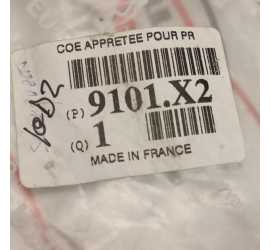 COE APPRETEE POUR PR
(P) 9101.X2
(Q) 1
MADE IN FRANCE